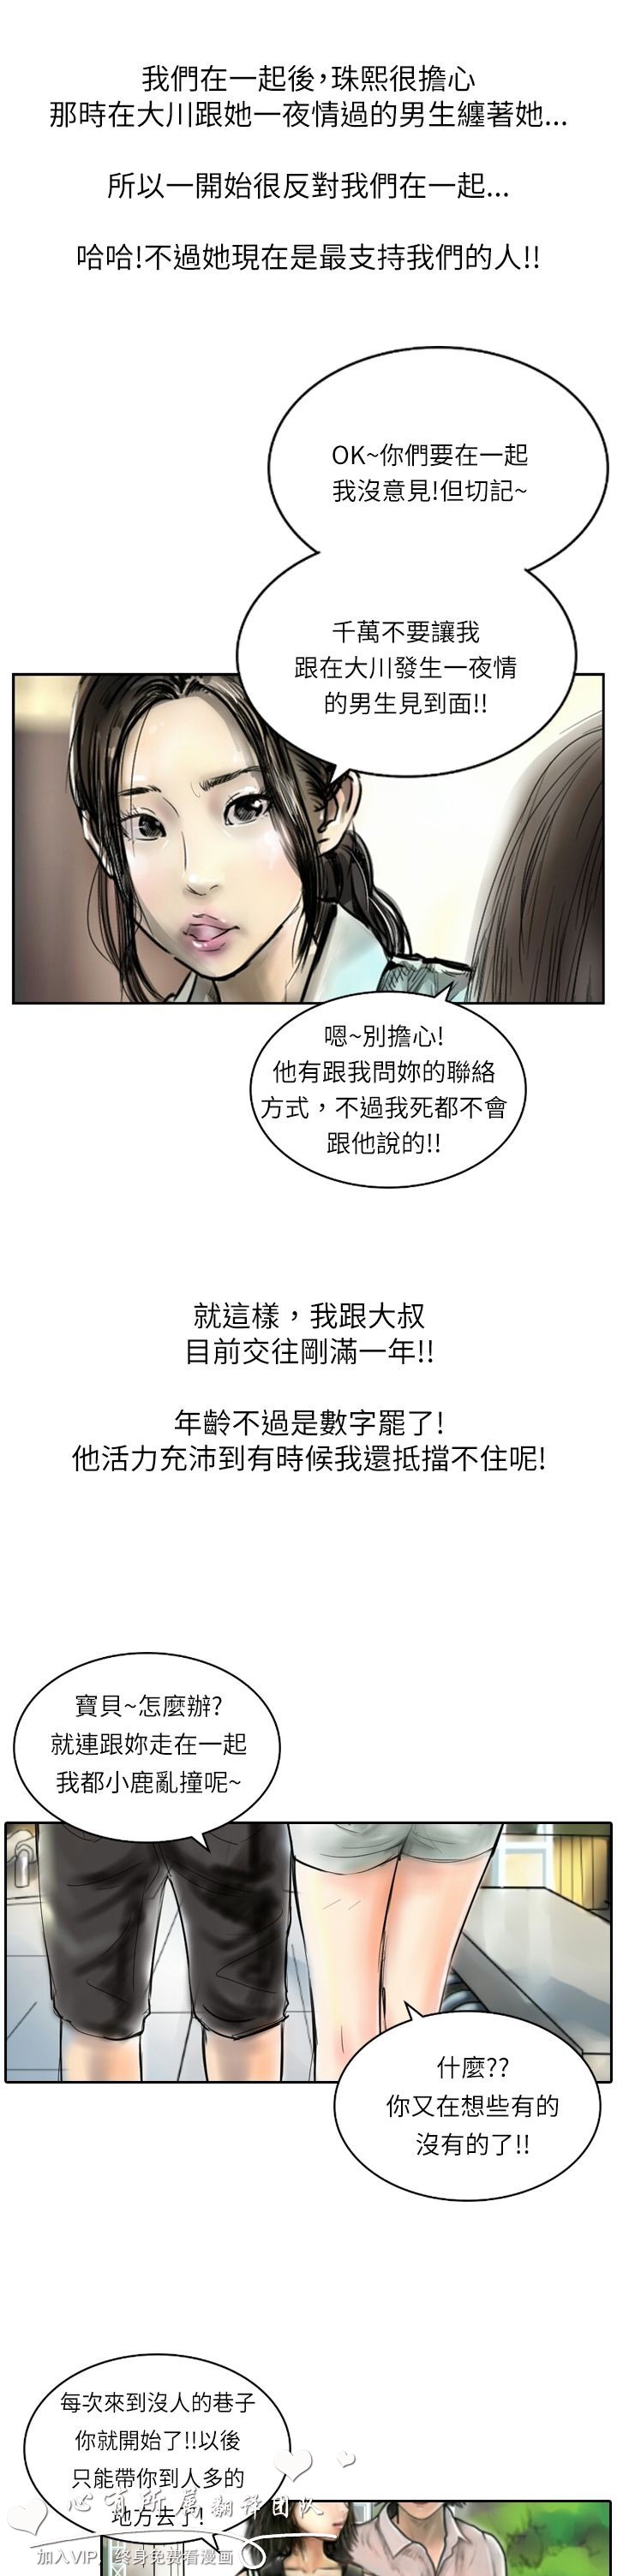 我們在一起後,珠熙很擔心
那時在大川跟她一夜情過的男生纏著她...
所以一開始很反對我們在一起...
哈哈!不過她現在是最支持我們的人!!
OK~你們要在一起
我沒意見!但切記~
千萬不要讓我
跟在大川發生一夜情
的男生見到面!!
嗯~別擔心!
他有跟我問妳的聯絡
方式，不過我死都不會
跟他說的!!
就這樣，我跟大叔
目前交往剛滿一年!!
年齡不過是數字罷了!
他活力充沛到有時候我還抵擋不住呢!
寶貝~怎麼辦?
就連跟妳走在一起
我都小鹿亂撞呢~
什麼??
你又在想些有的
沒有的了!!
每次來到沒人的巷子
你就開始了!!以後
只能帶你到人多的
地方去了!
心有所属翻译团队
加入VIP，终身免费看漫画